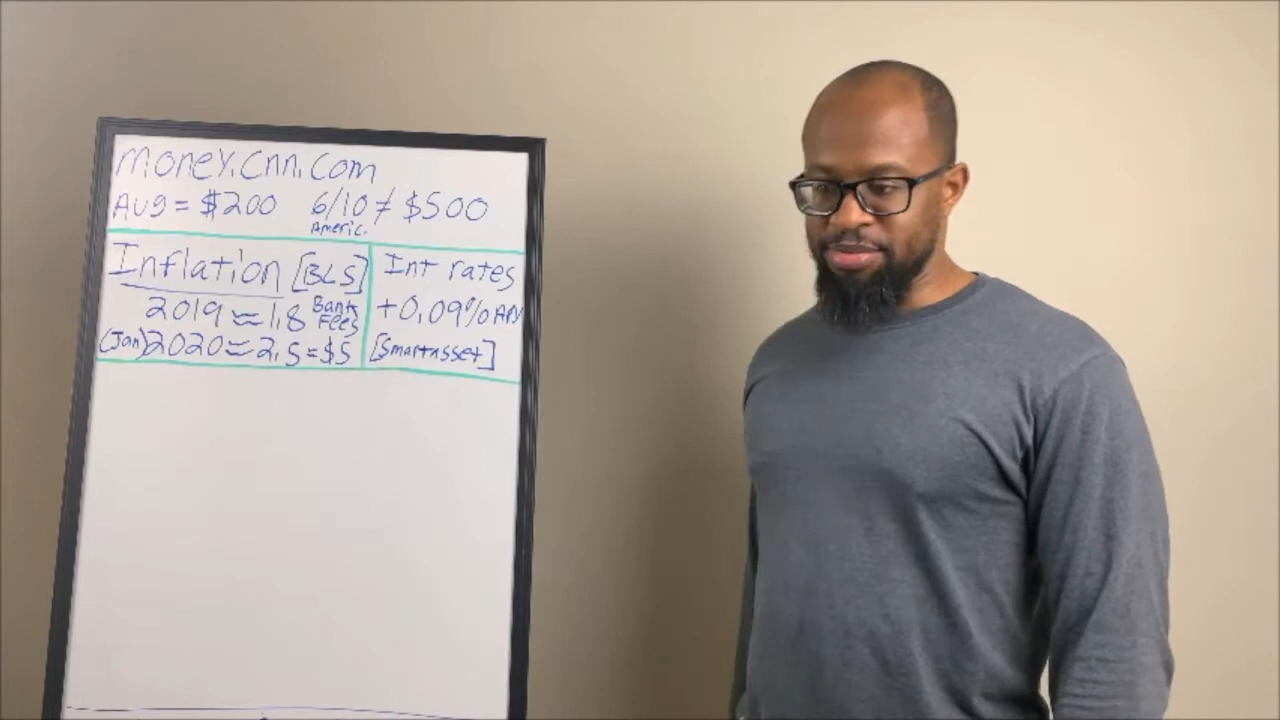 money.cnn.com
Aug = $200 6/10 ≠ $500
Americ.
Inflation [BLS]
2019 ≈ 1.8 Bank Fees
(Jan) 2020 ≈ 2.5 = $5
Int rates
+0.09% APY
[Smartasset]